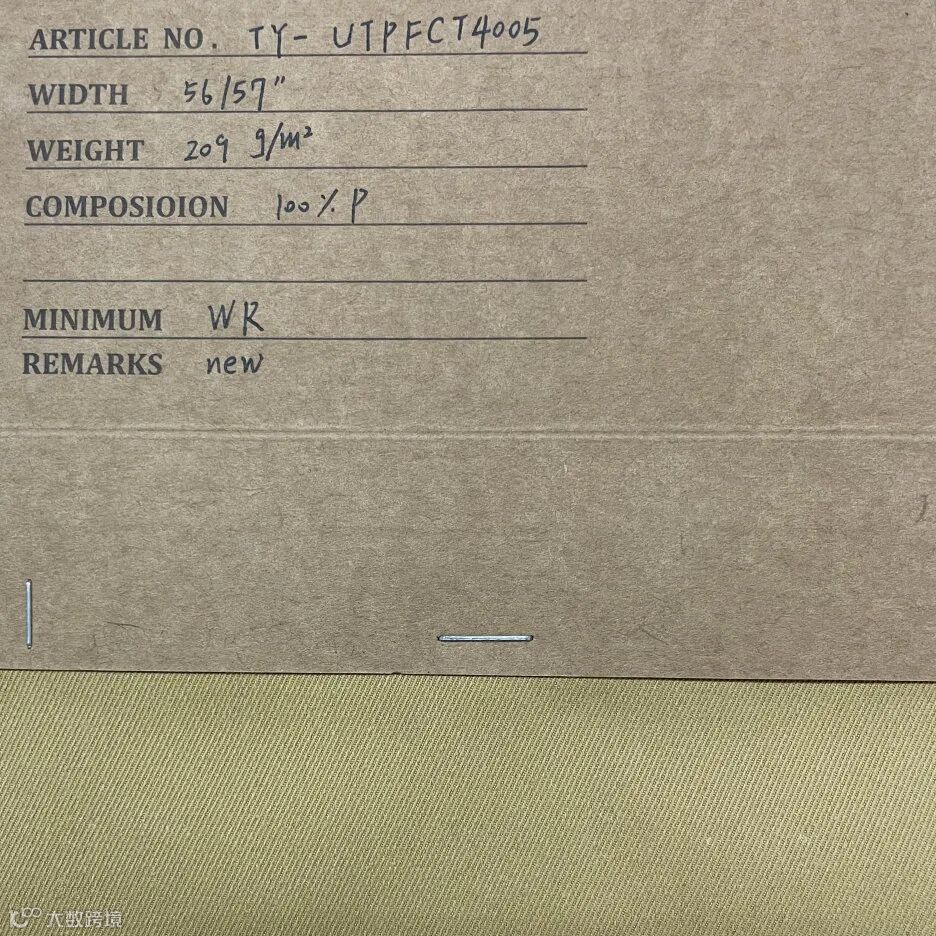 ARTICLE NO. TY- UTPFCT4005
WIDTH 56/57"
WEIGHT 209 g/m²
COMPOSIOION 100% P
MINIMUM WR
REMARKS new
大数跨境